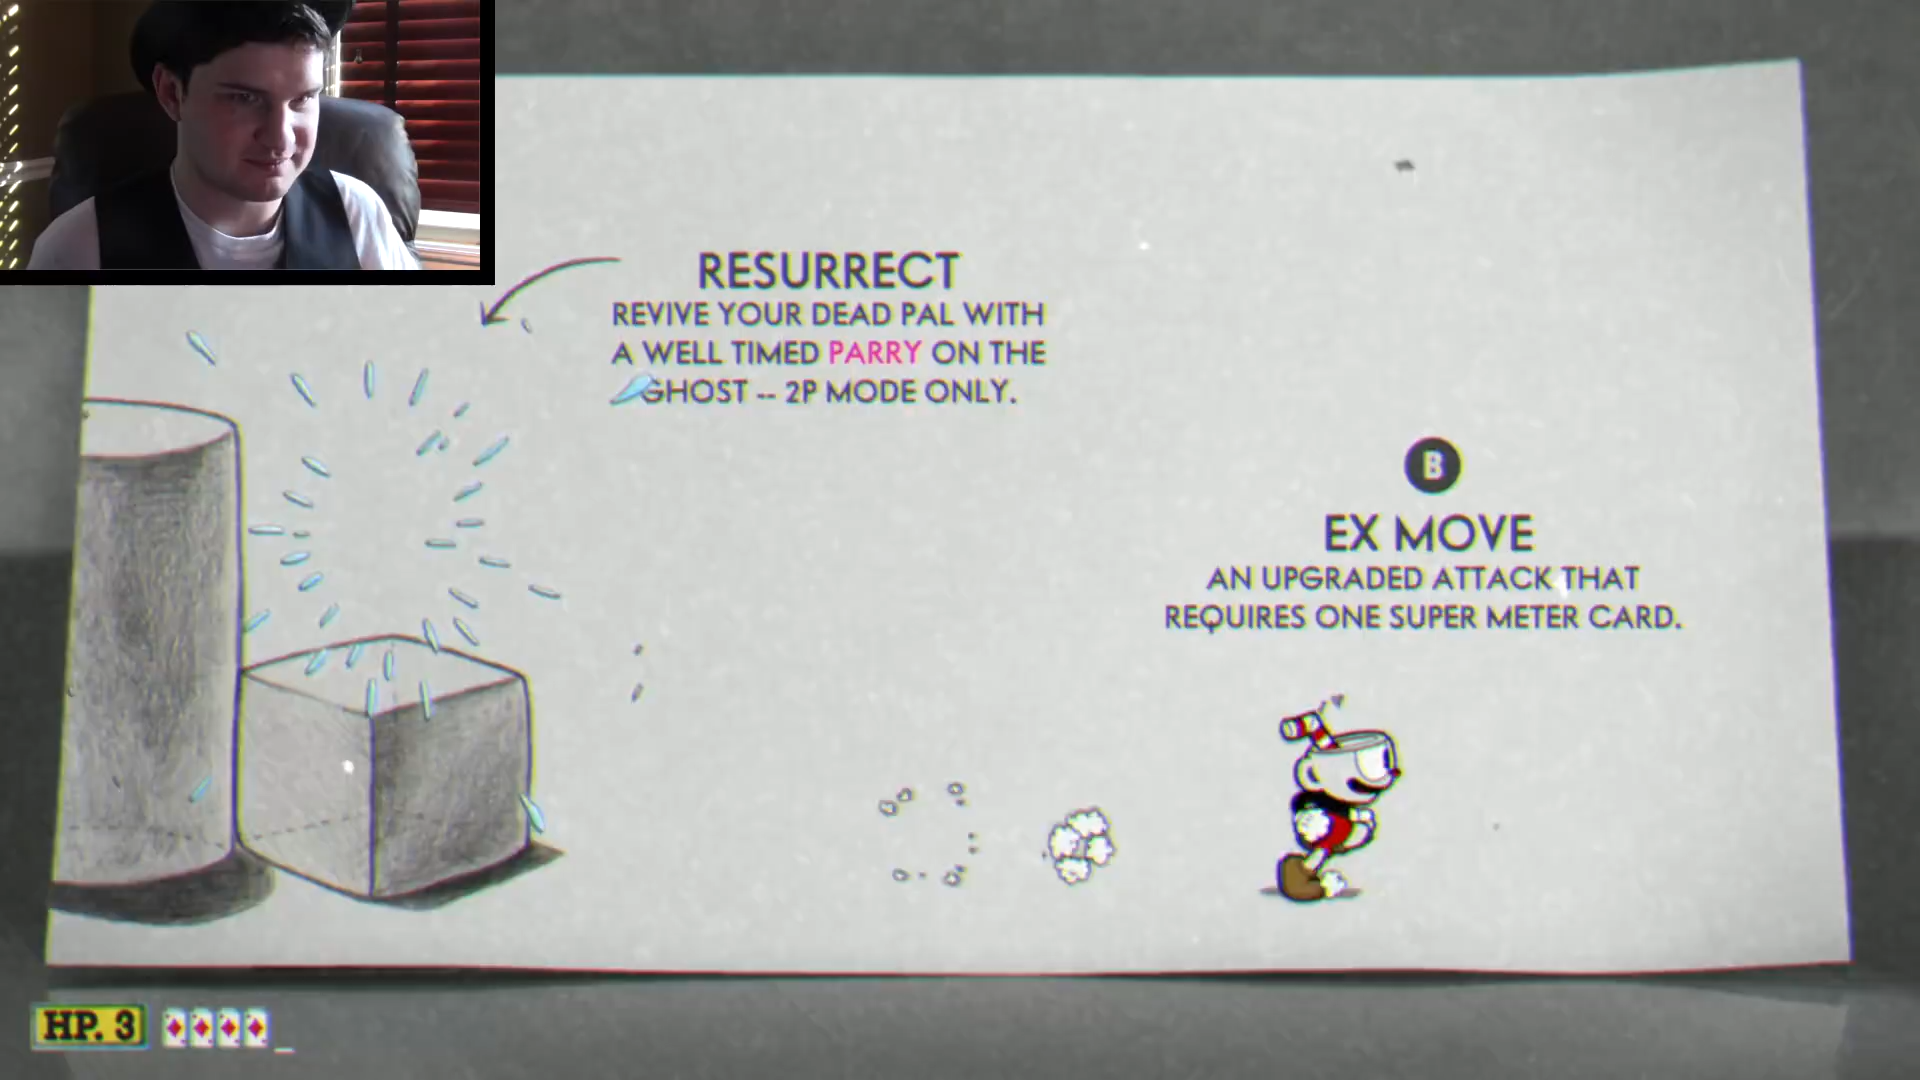 RESURRECT
REVIVE YOUR DEAD PAL WITH
A WELL TIMED PARRY ON THE
GHOST -- 2P MODE ONLY.
B
EX MOVE
AN UPGRADED ATTACK THAT
REQUIRES ONE SUPER METER CARD.
HP. 3